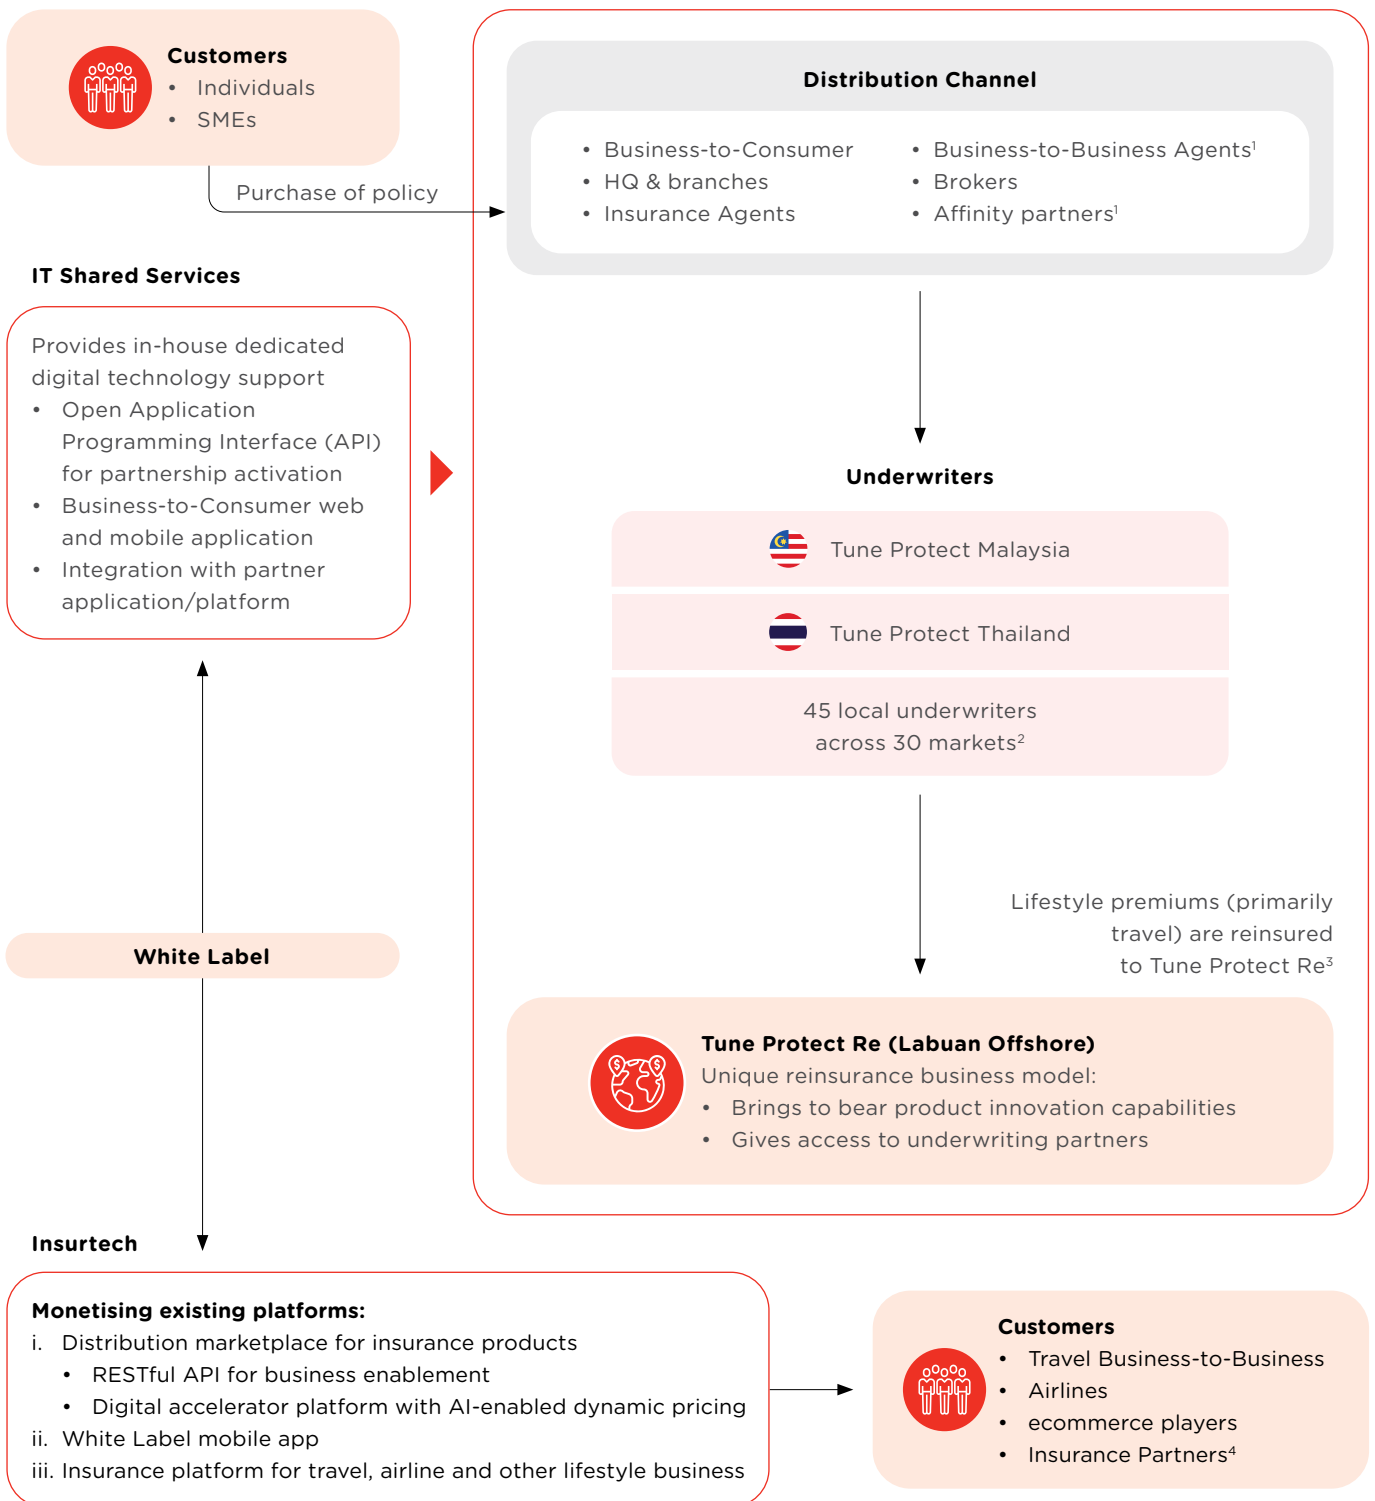 Customers
• Individuals
• SMEs
Purchase of policy
Distribution Channel
• Business-to-Consumer
• HQ & branches
• Insurance Agents
• Business-to-Business Agents¹
• Brokers
• Affinity partners¹
IT Shared Services
Provides in-house dedicated
digital technology support
• Open Application
Programming Interface (API)
for partnership activation
• Business-to-Consumer web
and mobile application
• Integration with partner
application/platform
Underwriters
Tune Protect Malaysia
Tune Protect Thailand
45 local underwriters
across 30 markets²
Lifestyle premiums (primarily
travel) are reinsured
to Tune Protect Re³
White Label
Tune Protect Re (Labuan Offshore)
Unique reinsurance business model:
• Brings to bear product innovation capabilities
• Gives access to underwriting partners
Insurtech
Monetising existing platforms:
i. Distribution marketplace for insurance products
• RESTful API for business enablement
• Digital accelerator platform with AI-enabled dynamic pricing
ii. White Label mobile app
iii. Insurance platform for travel, airline and other lifestyle business
Customers
• Travel Business-to-Business
• Airlines
• ecommerce players
• Insurance Partners⁴